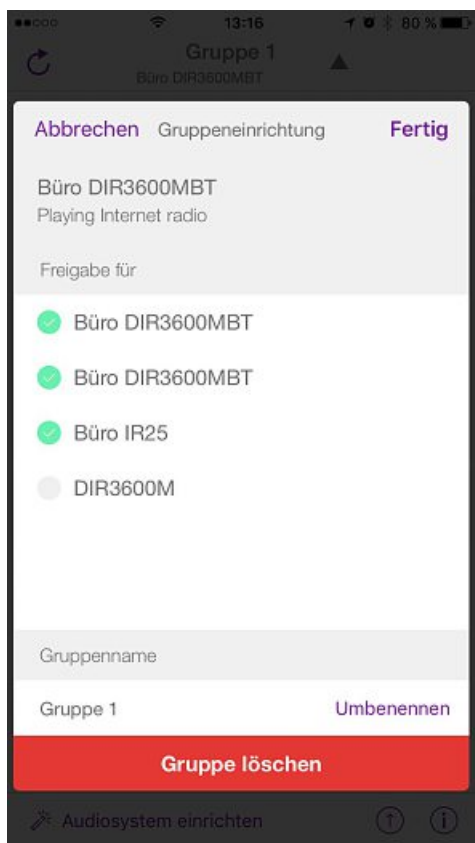 13:16 80 %
Gruppe 1
Büro DIR3600MBT
Abbrechen Gruppeneinrichtung Fertig
Büro DIR3600MBT
Playing Internet radio
Freigabe für
Büro DIR3600MBT
Büro DIR3600MBT
Büro IR25
DIR3600M
Gruppenname
Gruppe 1 Umbenennen
Gruppe löschen
Audiosystem einrichten